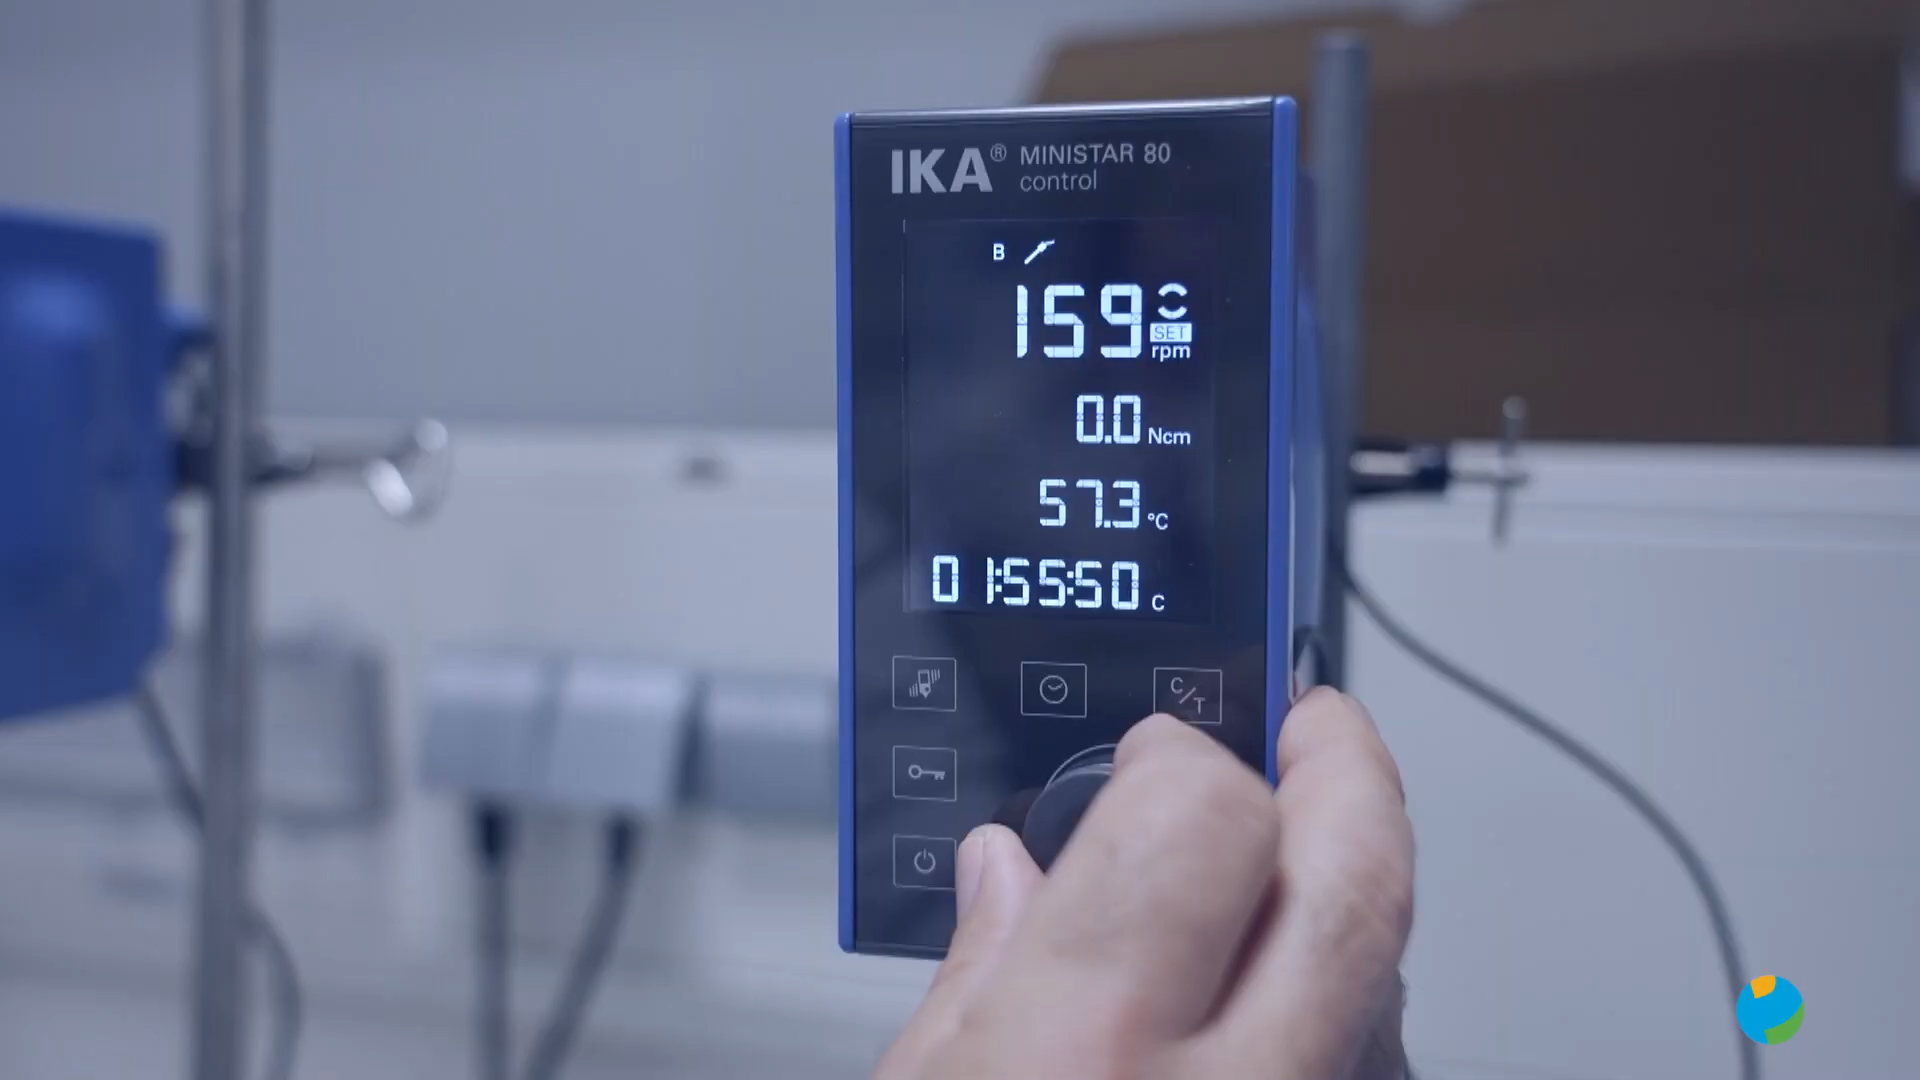 IKA® MINISTAR 80
control
B
159 SET
rpm
0.0 Ncm
57.3 °C
0 1:55:50 C
C/T